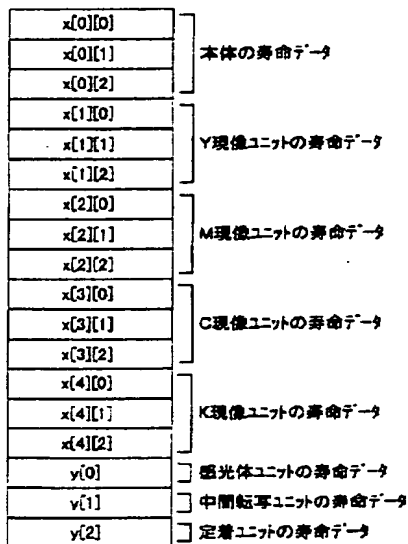 x[0][0]
x[0][1]
x[0][2]
本体の寿命データ
x[1][0]
x[1][1]
x[1][2]
Y現像ユニットの寿命データ
x[2][0]
x[2][1]
x[2][2]
M現像ユニットの寿命データ
x[3][0]
x[3][1]
x[3][2]
C現像ユニットの寿命データ
x[4][0]
x[4][1]
x[4][2]
K現像ユニットの寿命データ
y[0]
感光体ユニットの寿命データ
y[1]
中間転写ユニットの寿命データ
y[2]
定着ユニットの寿命データ